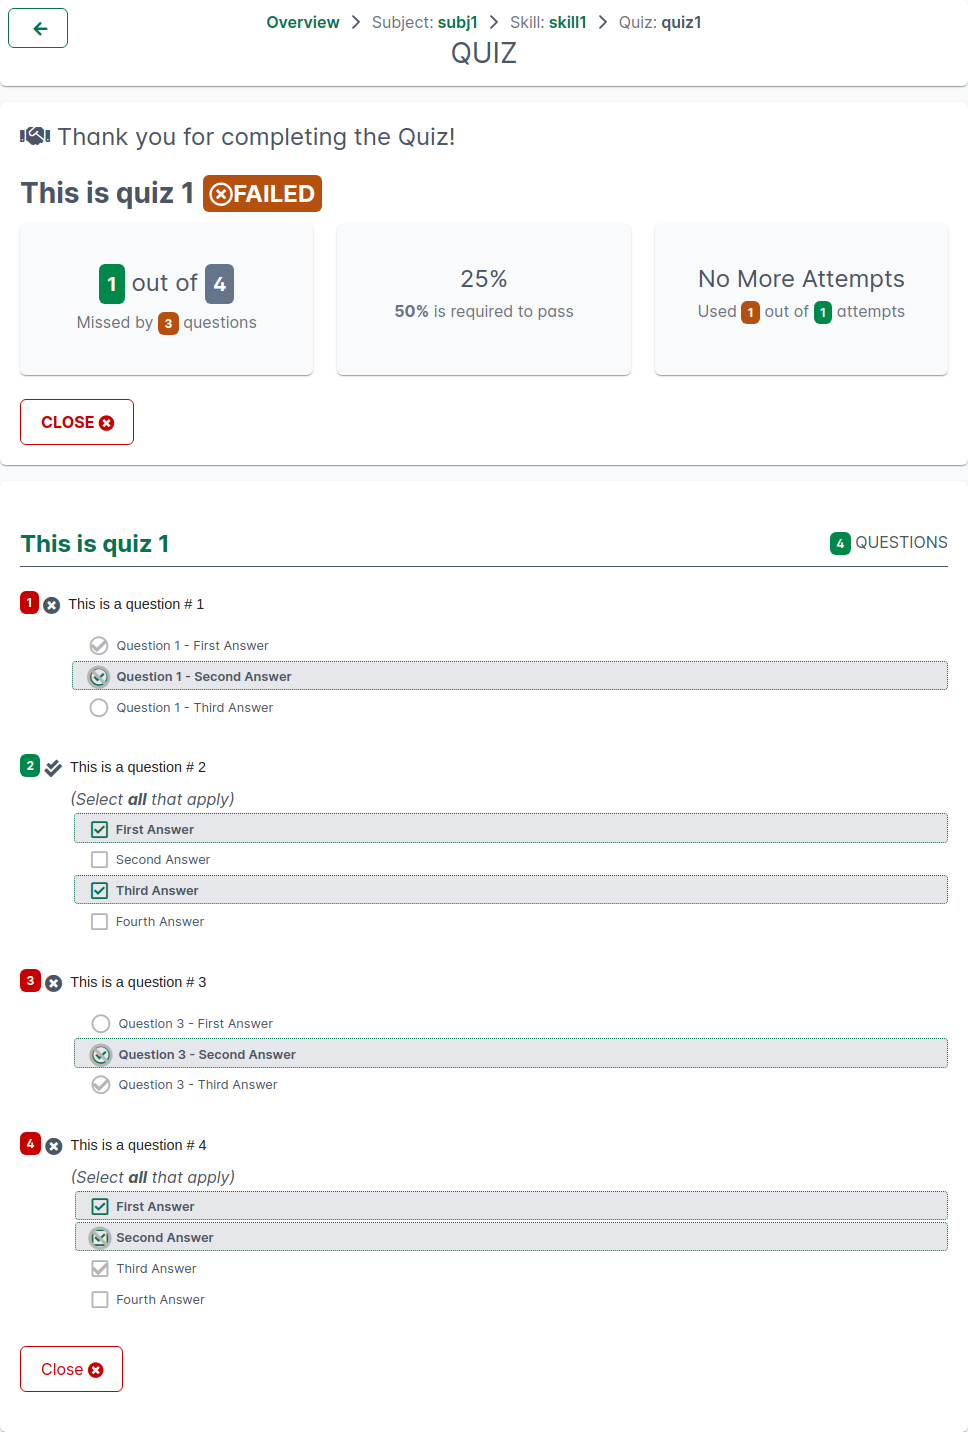 Overview > Subject: subj1 > Skill: skill1 > Quiz: quiz1
QUIZ
Thank you for completing the Quiz!
This is quiz 1 FAILED
1 out of 4
Missed by 3 questions
25%
50% is required to pass
No More Attempts
Used 1 out of 1 attempts
CLOSE
This is quiz 1
4 QUESTIONS
1 This is a question # 1
Question 1 - First Answer
Question 1 - Second Answer
Question 1 - Third Answer
2 This is a question # 2
(Select all that apply)
First Answer
Second Answer
Third Answer
Fourth Answer
3 This is a question # 3
Question 3 - First Answer
Question 3 - Second Answer
Question 3 - Third Answer
4 This is a question # 4
(Select all that apply)
First Answer
Second Answer
Third Answer
Fourth Answer
Close